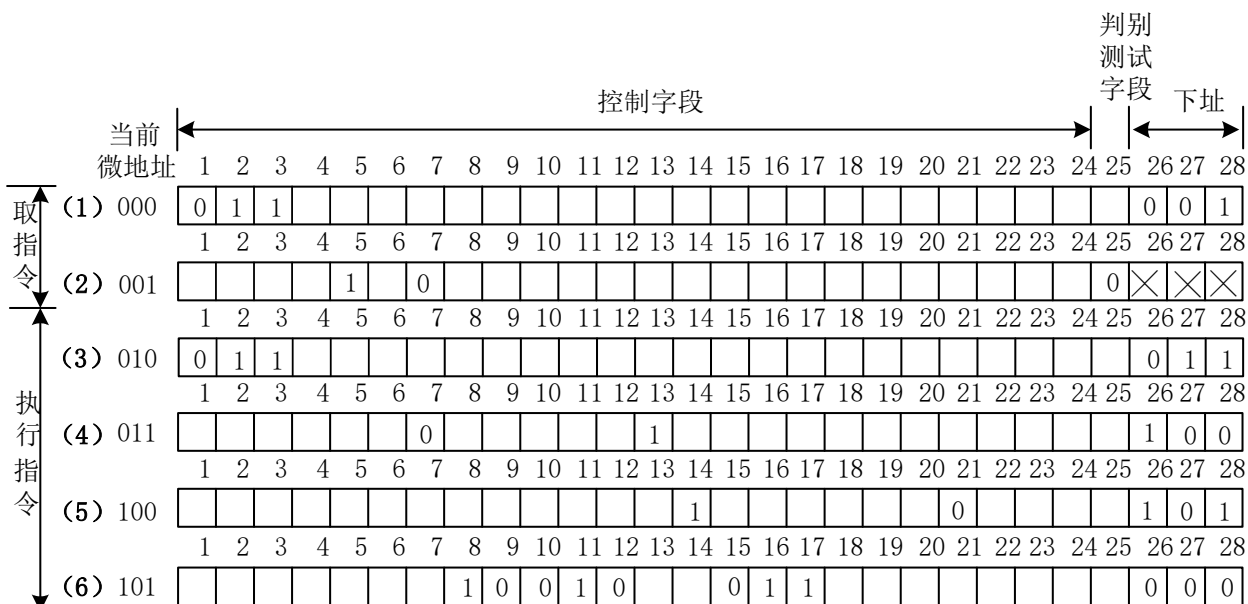 判别
测试
字段
控制字段
下址
当前
微地址
1 2 3 4 5 6 7 8 9 10 11 12 13 14 15 16 17 18 19 20 21 22 23 24 25 26 27 28
取指令
(1) 000 0 1 1 0 0 1
1 2 3 4 5 6 7 8 9 10 11 12 13 14 15 16 17 18 19 20 21 22 23 24 25 26 27 28
(2) 001 1 0 0 × × ×
1 2 3 4 5 6 7 8 9 10 11 12 13 14 15 16 17 18 19 20 21 22 23 24 25 26 27 28
执行指令
(3) 010 0 1 1 0 1 1
1 2 3 4 5 6 7 8 9 10 11 12 13 14 15 16 17 18 19 20 21 22 23 24 25 26 27 28
(4) 011 0 1 1 0 0
1 2 3 4 5 6 7 8 9 10 11 12 13 14 15 16 17 18 19 20 21 22 23 24 25 26 27 28
(5) 100 1 0 1 0 1
1 2 3 4 5 6 7 8 9 10 11 12 13 14 15 16 17 18 19 20 21 22 23 24 25 26 27 28
(6) 101 1 0 0 1 0 0 1 1 0 0 0